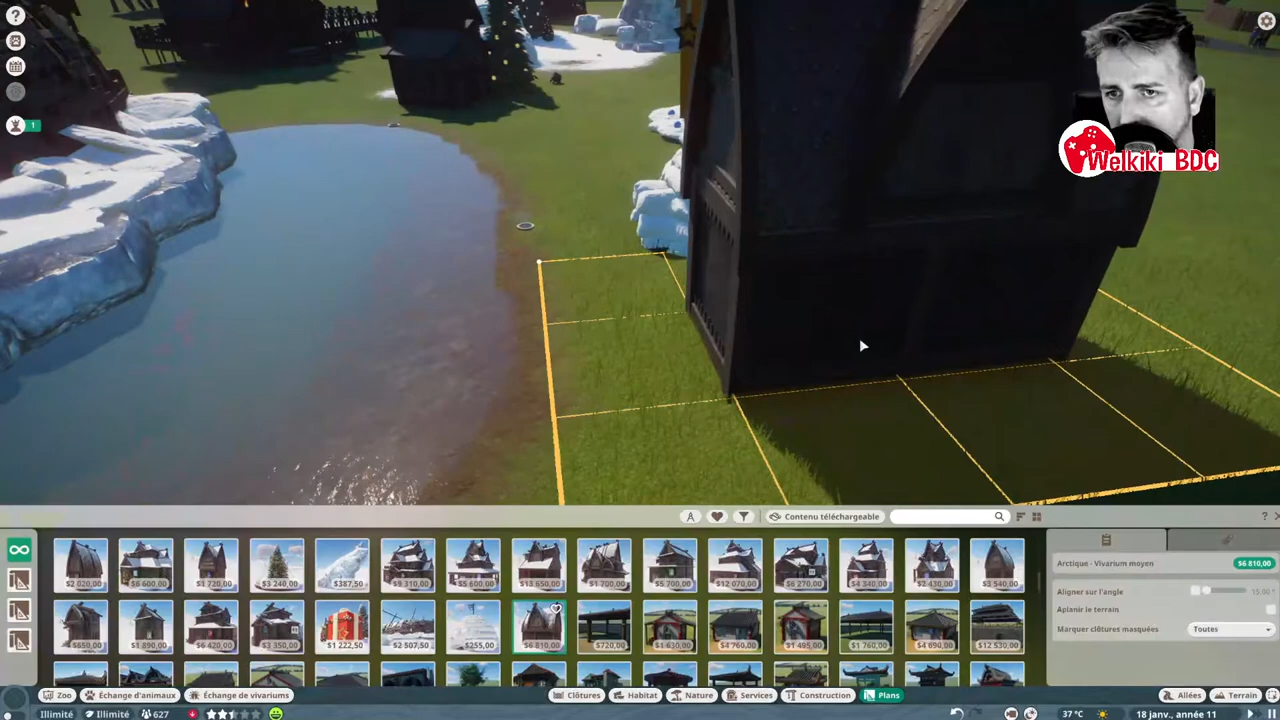 ?
1
Welkiki BDC
Contenu téléchargeable
?
$2 020,00
$6 600,00
$1 720,00
$3 240,00
$387,50
$9 310,00
$5 600,00
$13 650,00
$1 700,00
$5 700,00
$12 070,00
$6 270,00
$4 340,00
$2 430,00
$3 540,00
Arctique - Vivarium moyen
$6 810,00
Aligner sur l'angle
15.00°
Aplanir le terrain
Marquer clôtures masquées
Toutes
$650,00
$1 890,00
$6 420,00
$3 350,00
$1 222,50
$2 507,50
$255,00
$6 810,00
$720,00
$1 630,00
$4 760,00
$1 495,00
$1 760,00
$4 690,00
$12 530,00
Zoo
Échange d'animaux
Échange de vivariums
Clôtures
Habitat
Nature
Services
Construction
Plans
Allées
Terrain
Illimité
Illimité
627
37 °C
18 janv., année 11